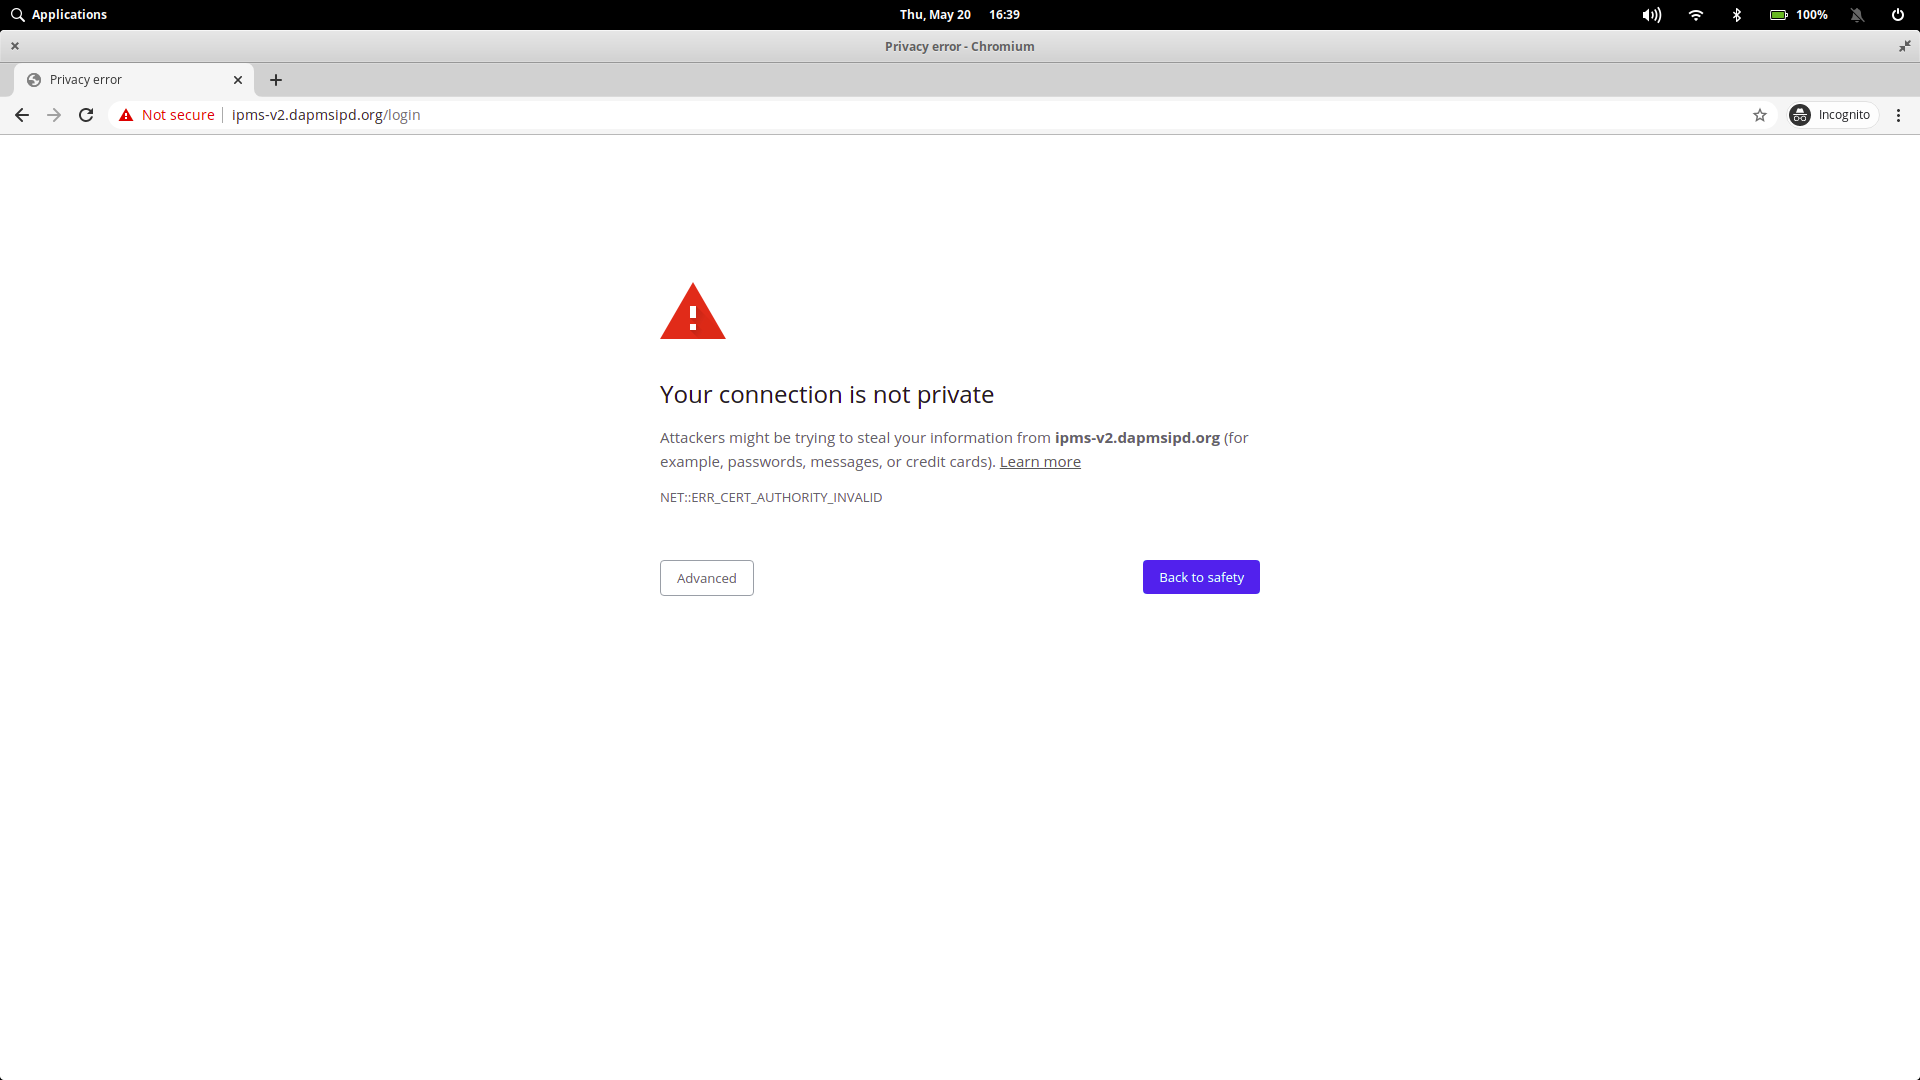 Applications
Thu, May 20 16:39
100%
Privacy error - Chromium
Privacy error
Not secure ipms-v2.dapmsipd.org/login
Incognito
Your connection is not private
Attackers might be trying to steal your information from ipms-v2.dapmsipd.org (for
example, passwords, messages, or credit cards). Learn more
NET::ERR_CERT_AUTHORITY_INVALID
Advanced
Back to safety